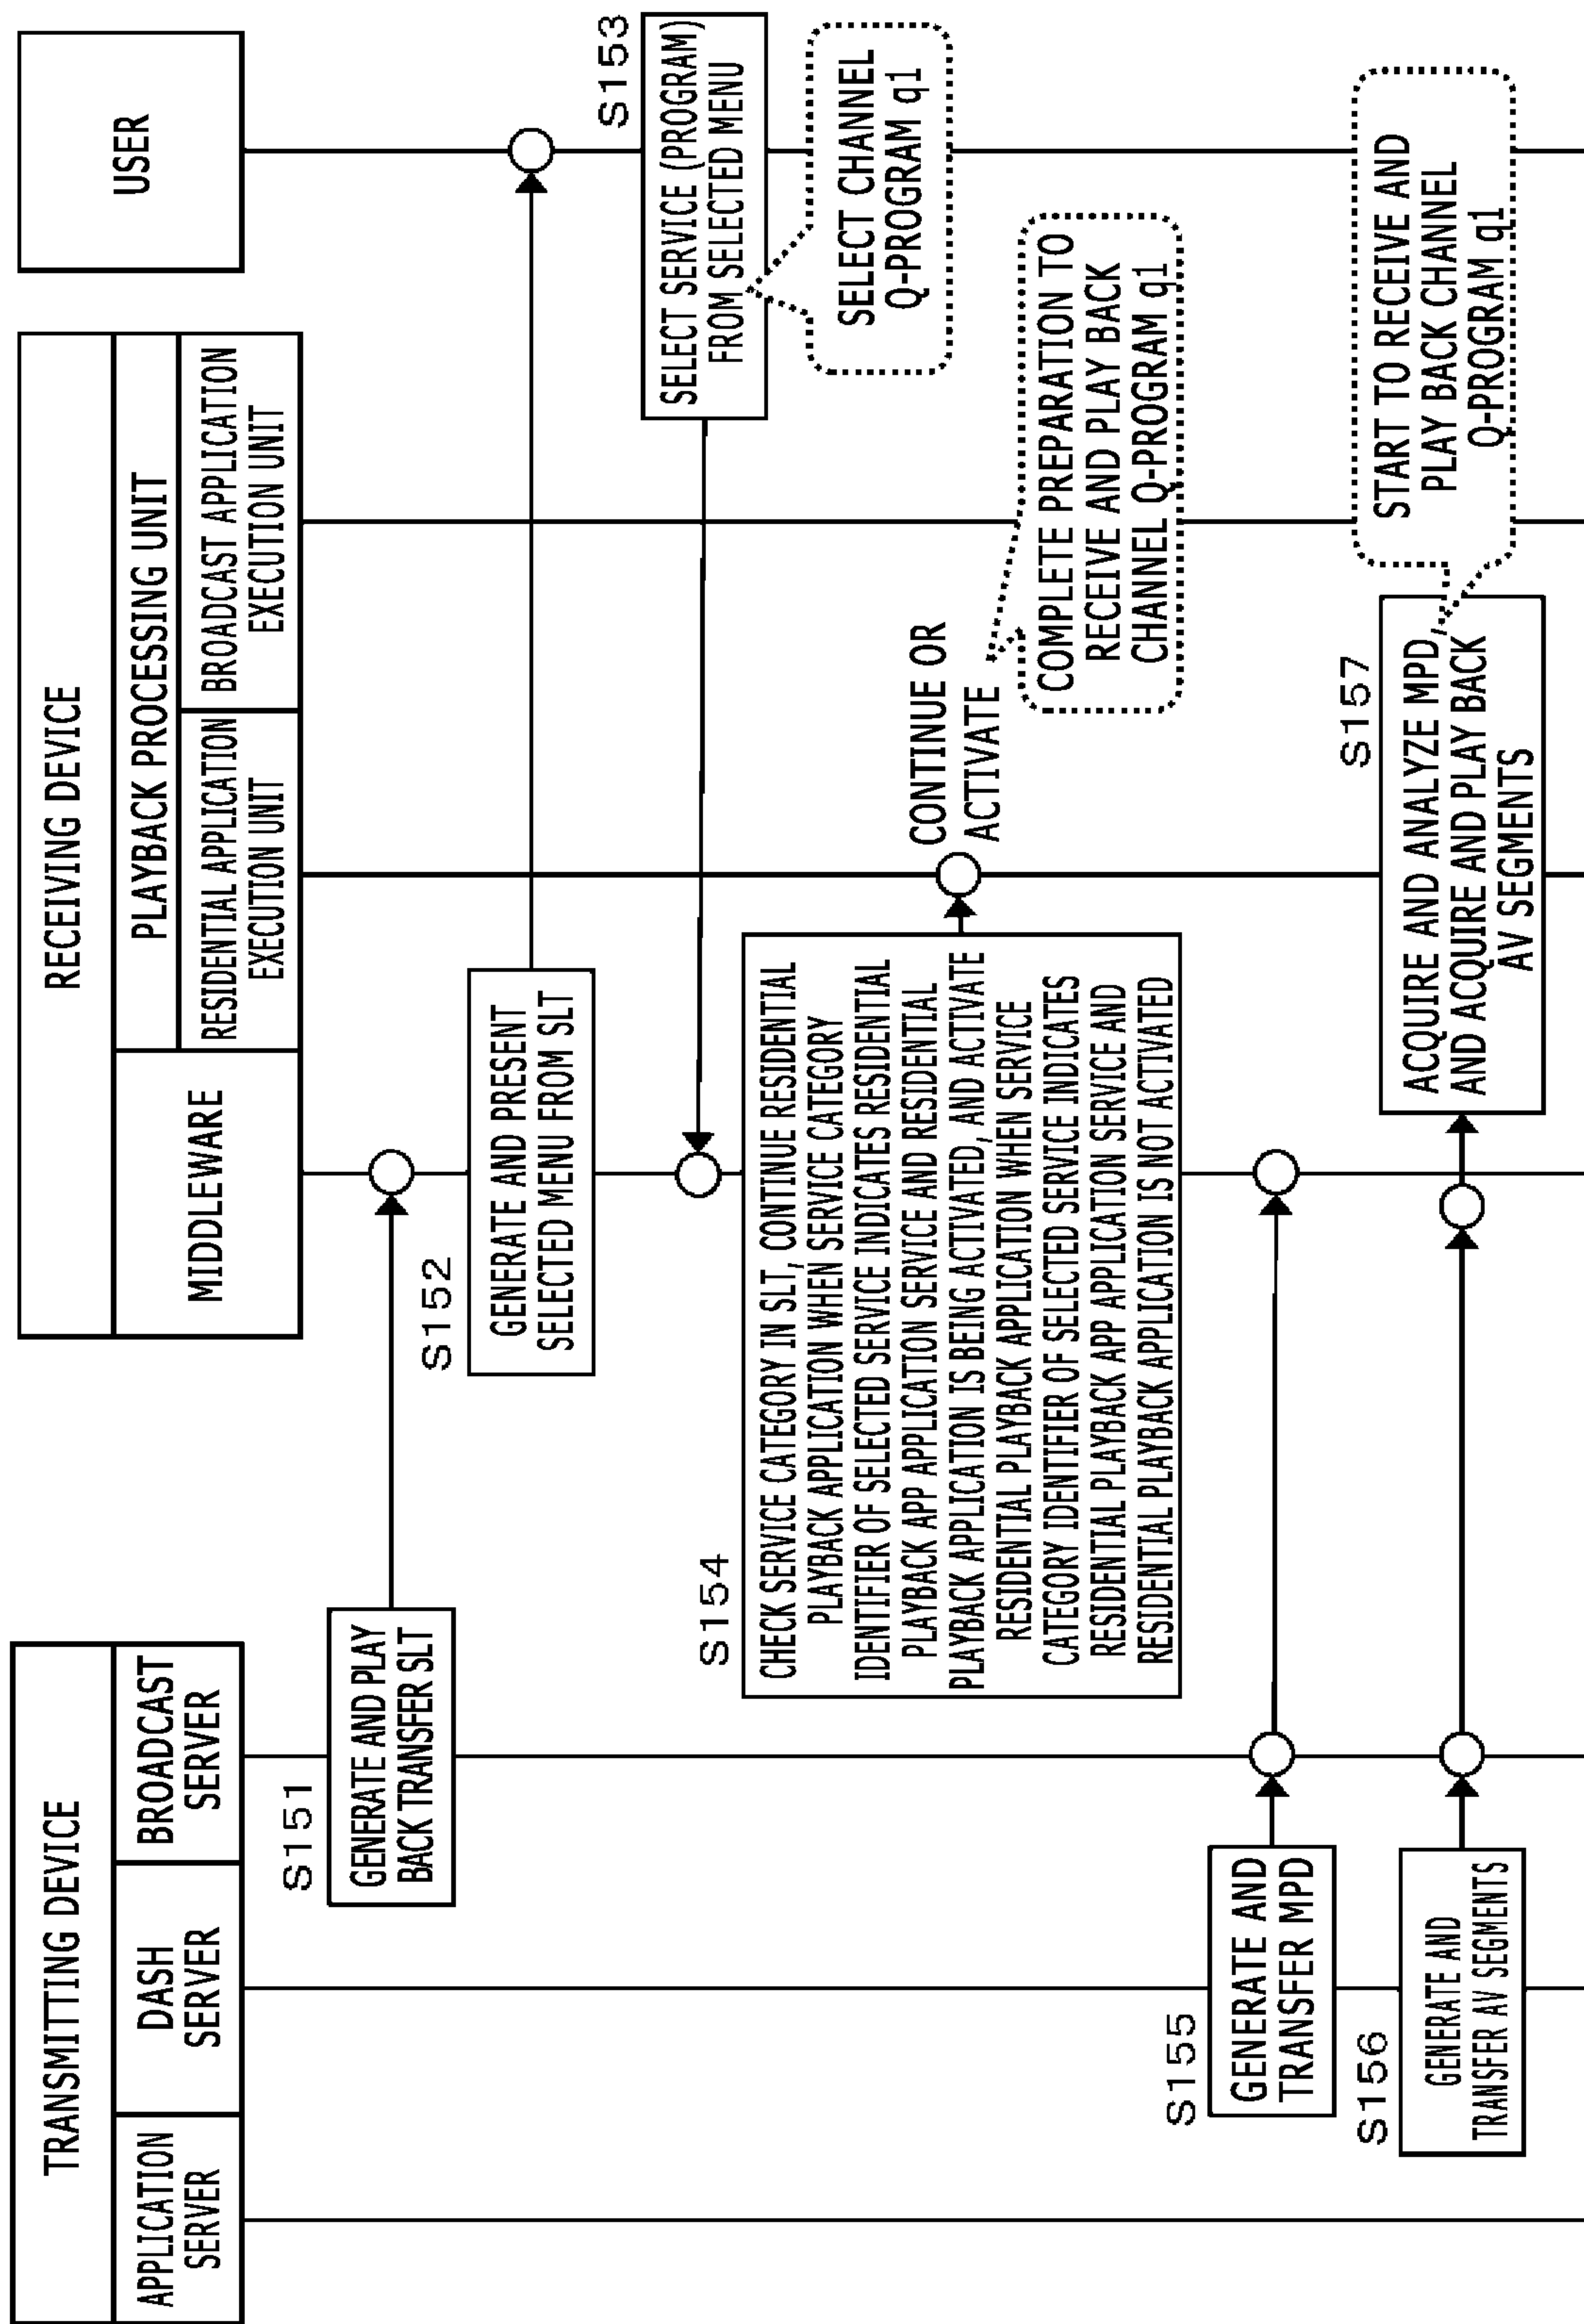 TRANSMITTING DEVICE
APPLICATION
SERVER
DASH
SERVER
BROADCAST
SERVER
RECEIVING DEVICE
MIDDLEWARE
PLAYBACK PROCESSING UNIT
RESIDENTIAL APPLICATION
EXECUTION UNIT
BROADCAST APPLICATION
EXECUTION UNIT
USER
S151
GENERATE AND PLAY
BACK TRANSFER SLT
S152
GENERATE AND PRESENT
SELECTED MENU FROM SLT
S153
SELECT SERVICE (PROGRAM)
FROM SELECTED MENU
SELECT CHANNEL
Q-PROGRAM q1
S154
CHECK SERVICE CATEGORY IN SLT, CONTINUE RESIDENTIAL
PLAYBACK APPLICATION WHEN SERVICE CATEGORY
IDENTIFIER OF SELECTED SERVICE INDICATES RESIDENTIAL
PLAYBACK APP APPLICATION SERVICE AND RESIDENTIAL
PLAYBACK APPLICATION IS BEING ACTIVATED, AND ACTIVATE
RESIDENTIAL PLAYBACK APPLICATION WHEN SERVICE
CATEGORY IDENTIFIER OF SELECTED SERVICE INDICATES
RESIDENTIAL PLAYBACK APP APPLICATION SERVICE AND
RESIDENTIAL PLAYBACK APPLICATION IS NOT ACTIVATED
CONTINUE OR
ACTIVATE
COMPLETE PREPARATION TO
RECEIVE AND PLAY BACK
CHANNEL Q-PROGRAM q1
S155
GENERATE AND
TRANSFER MPD
S156
GENERATE AND
TRANSFER AV SEGMENTS
S157
ACQUIRE AND ANALYZE MPD,
AND ACQUIRE AND PLAY BACK
AV SEGMENTS
START TO RECEIVE AND
PLAY BACK CHANNEL
Q-PROGRAM q1